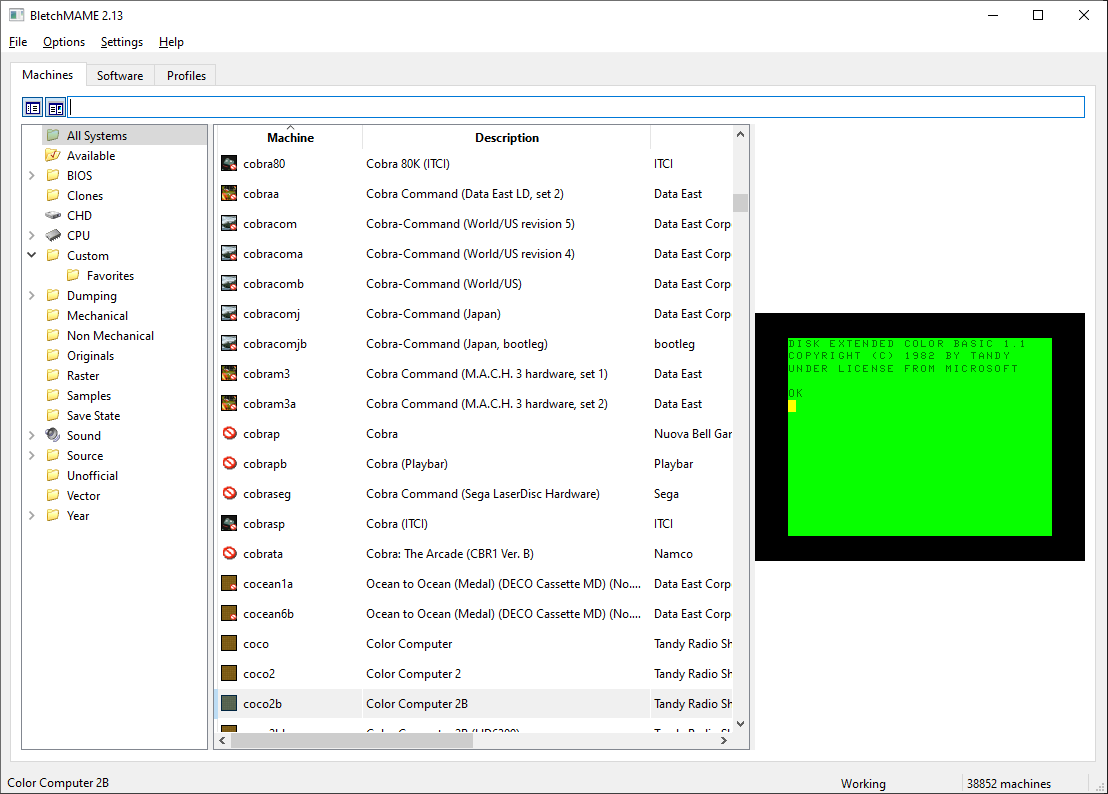 BletchMAME 2.13
File Options Settings Help
Machines Software Profiles
All Systems
Available
BIOS
Clones
CHD
CPU
Custom
Favorites
Dumping
Mechanical
Non Mechanical
Originals
Raster
Samples
Save State
Sound
Source
Unofficial
Vector
Year
Machine Description
cobra80 Cobra 80K (ITCI) ITCI
cobraa Cobra Command (Data East LD, set 2) Data East
cobracom Cobra-Command (World/US revision 5) Data East Corp
cobracoma Cobra-Command (World/US revision 4) Data East Corp
cobracomb Cobra-Command (World/US) Data East Corp
cobracomj Cobra-Command (Japan) Data East Corp
cobracomjb Cobra-Command (Japan, bootleg) bootleg
cobram3 Cobra Command (M.A.C.H. 3 hardware, set 1) Data East
cobram3a Cobra Command (M.A.C.H. 3 hardware, set 2) Data East
cobrap Cobra Nuova Bell Gar
cobrapb Cobra (Playbar) Playbar
cobraseg Cobra Command (Sega LaserDisc Hardware) Sega
cobrasp Cobra (ITCI) ITCI
cobrata Cobra: The Arcade (CBR1 Ver. B) Namco
cocean1a Ocean to Ocean (Medal) (DECO Cassette MD) (No.... Data East Corp
cocean6b Ocean to Ocean (Medal) (DECO Cassette MD) (No.... Data East Corp
coco Color Computer Tandy Radio Sh
coco2 Color Computer 2 Tandy Radio Sh
coco2b Color Computer 2B Tandy Radio Sh
DISK EXTENDED COLOR BASIC 1.1
COPYRIGHT (C) 1982 BY TANDY
UNDER LICENSE FROM MICROSOFT
OK
Color Computer 2B Working 38852 machines